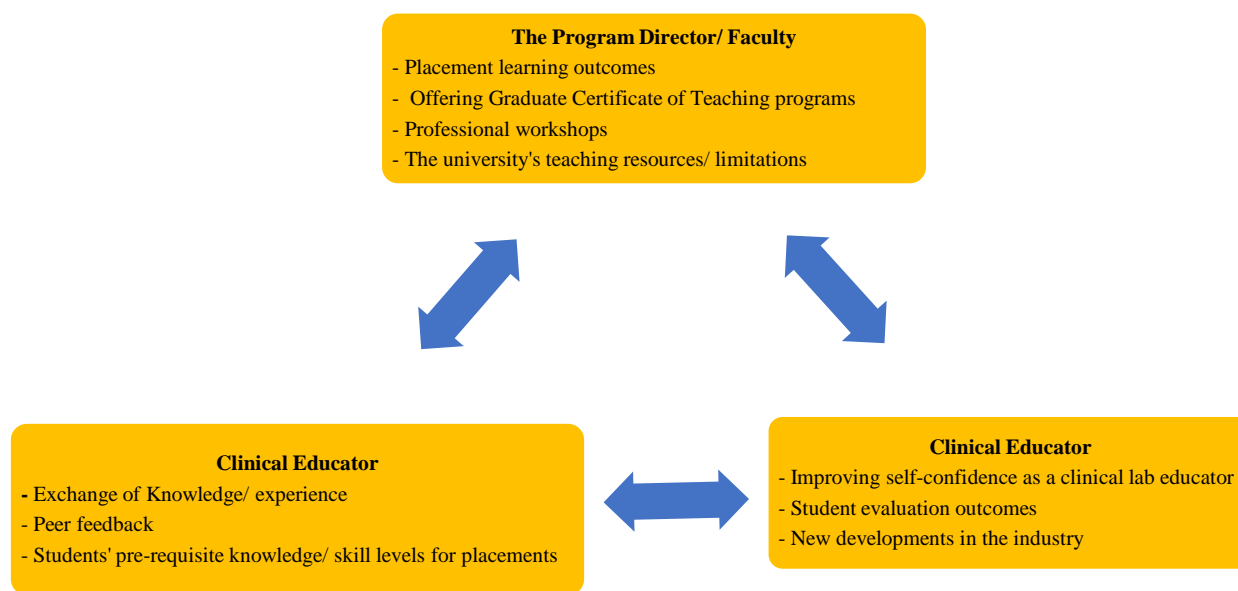 The Program Director/ Faculty
- Placement learning outcomes
- Offering Graduate Certificate of Teaching programs
- Professional workshops
- The university's teaching resources/ limitations
Clinical Educator
- Exchange of Knowledge/ experience
- Peer feedback
- Students' pre-requisite knowledge/ skill levels for placements
Clinical Educator
- Improving self-confidence as a clinical lab educator
- Student evaluation outcomes
- New developments in the industry